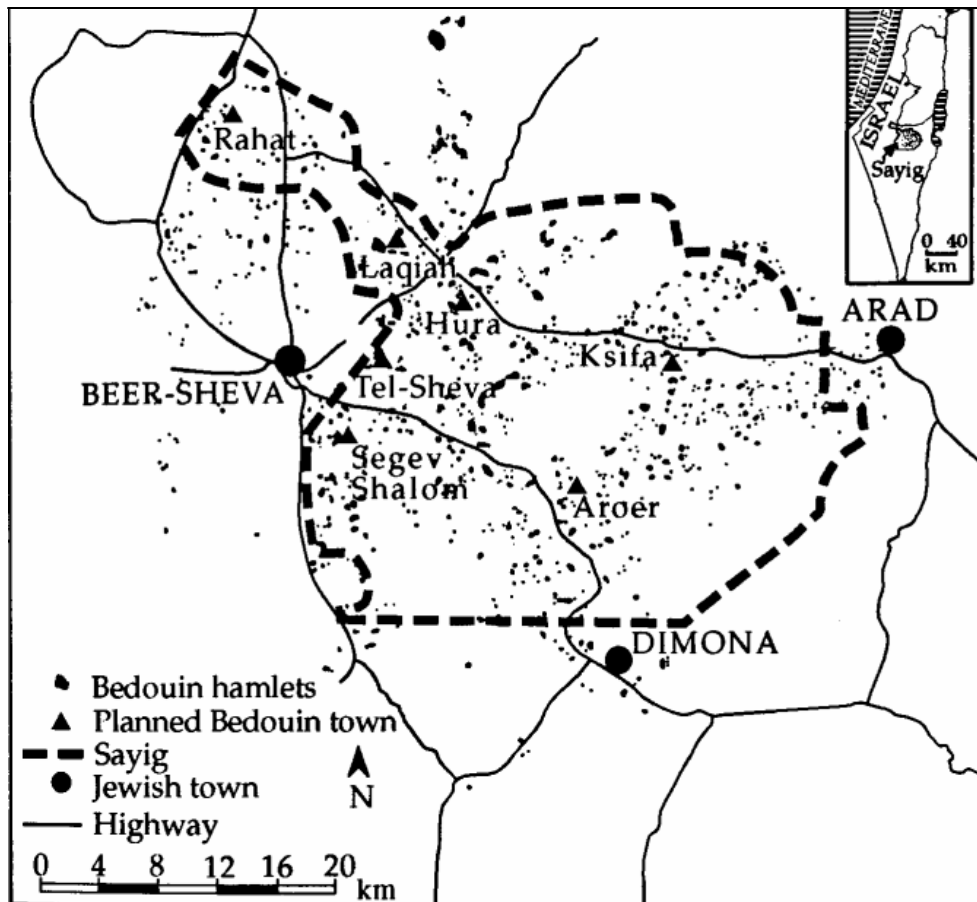 MEDITERRANE
ISRAEL
Sayig
0 40
km
Rahat
Laqiah
Hura
ARAD
Ksifa
BEER-SHEVA
Tel-Sheva
Segev
Shalom
Aroer
DIMONA
Bedouin hamlets
Planned Bedouin town
Sayig
Jewish town
Highway
N
0 4 8 12 16 20
km